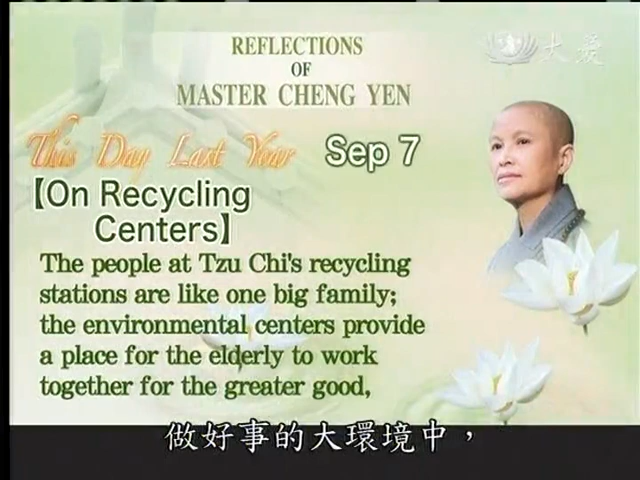 大愛
REFLECTIONS
OF
MASTER CHENG YEN
This Day Last Year
Sep 7
【On Recycling
Centers】
The people at Tzu Chi's recycling
stations are like one big family;
the environmental centers provide
a place for the elderly to work
together for the greater good,
做好事的大環境中，